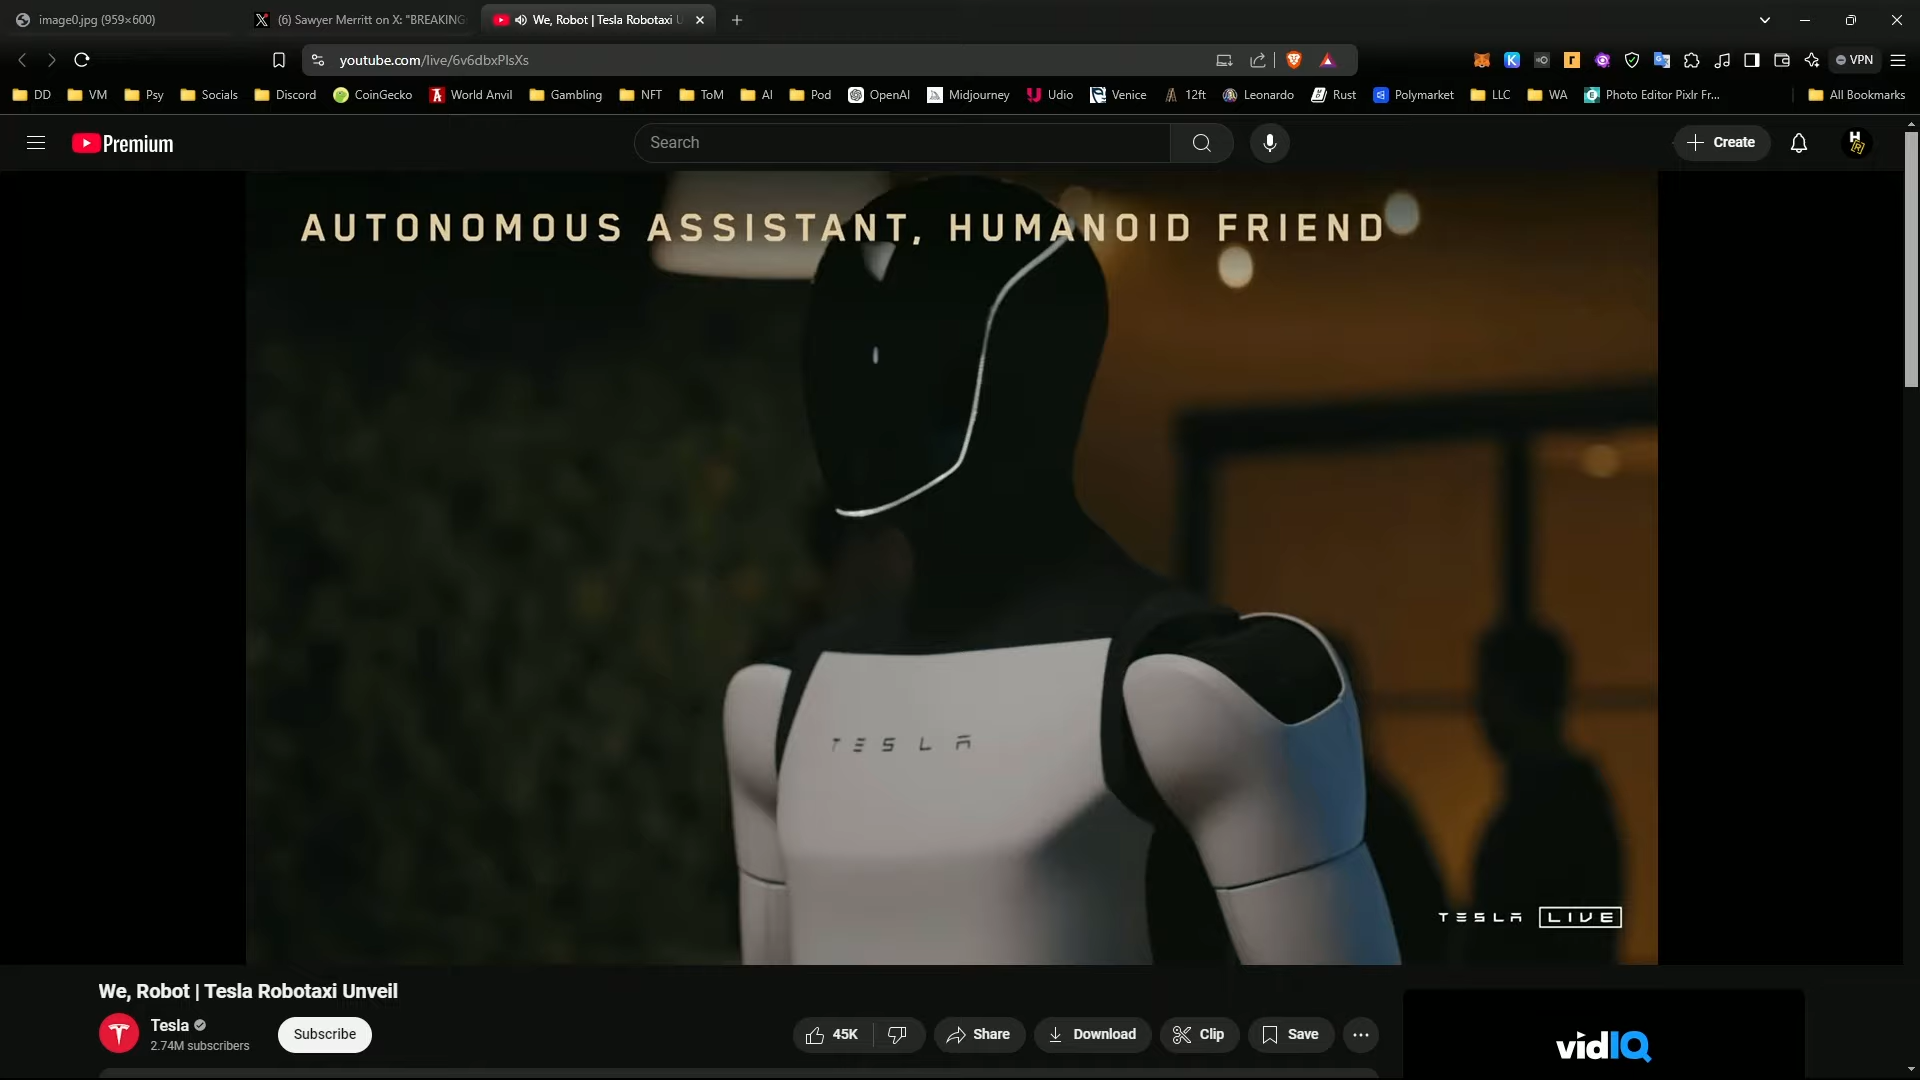 image0.jpg (959×600)
(6) Sawyer Merritt on X: "BREAKING:
We, Robot | Tesla Robotaxi U
youtube.com/live/6v6dbxPlsXs
VPN
DD
VM
Psy
Socials
Discord
CoinGecko
World Anvil
Gambling
NFT
ToM
AI
Pod
OpenAI
Midjourney
Udio
Venice
12ft
Leonardo
Rust
Polymarket
LLC
WA
Photo Editor Pixlr Fr...
All Bookmarks
Premium
Search
Create
AUTONOMOUS ASSISTANT, HUMANOID FRIEND
TESLA
TESLA LIVE
We, Robot | Tesla Robotaxi Unveil
Tesla
2.74M subscribers
Subscribe
45K
Share
Download
Clip
Save
vidIQ